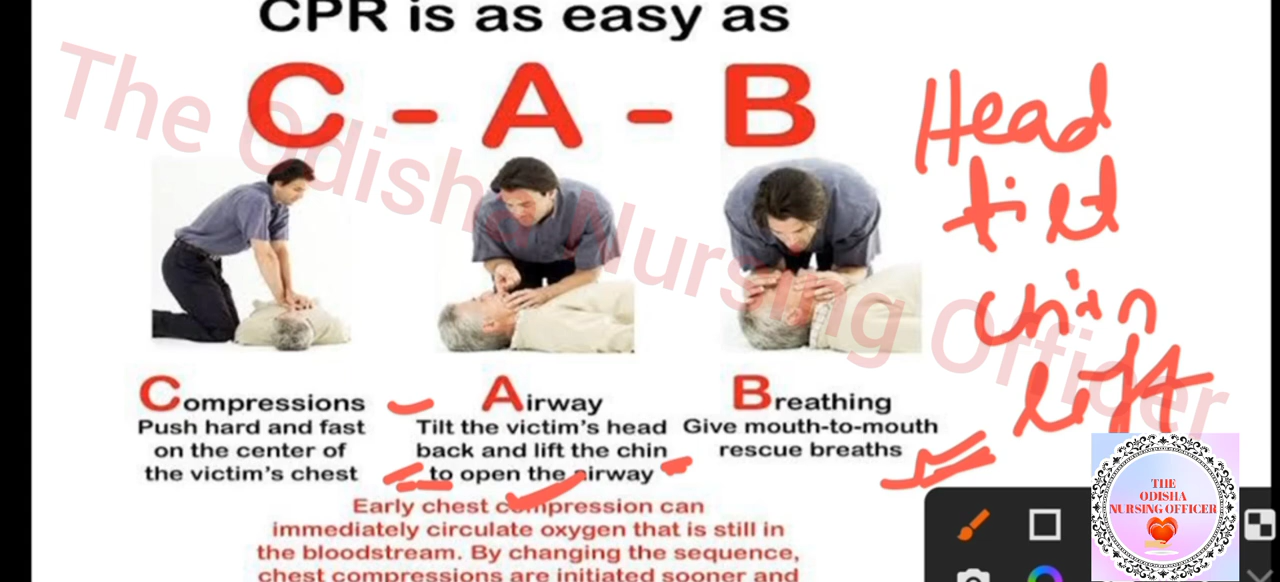 CPR is as easy as
C - A - B
Compressions
Push hard and fast
on the center of
the victim's chest
Airway
Tilt the victim's head
back and lift the chin
to open the airway
Breathing
Give mouth-to-mouth
rescue breaths
Early chest compression can
immediately circulate oxygen that is still in
the bloodstream. By changing the sequence,
chest compressions are initiated sooner and
Head
tilt
chin
lift
The Odisha Nursing Officer
THE
ODISHA
NURSING OFFICER